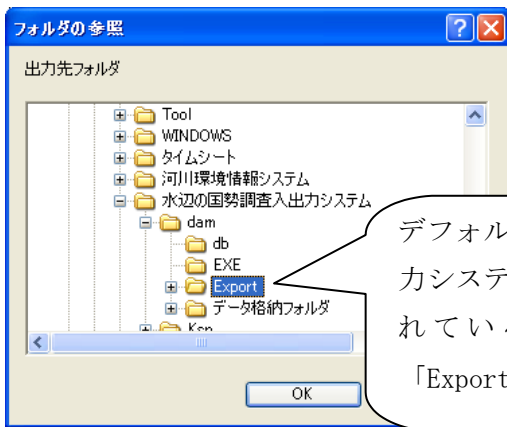 フォルダの参照
出力先フォルダ
Tool
WINDOWS
タイムシート
河川環境情報システム
水辺の国勢調査入出力システム
dam
db
EXE
Export
データ格納フォルダ
Ksn
OK
デフォル
力システ
れてい
「Export